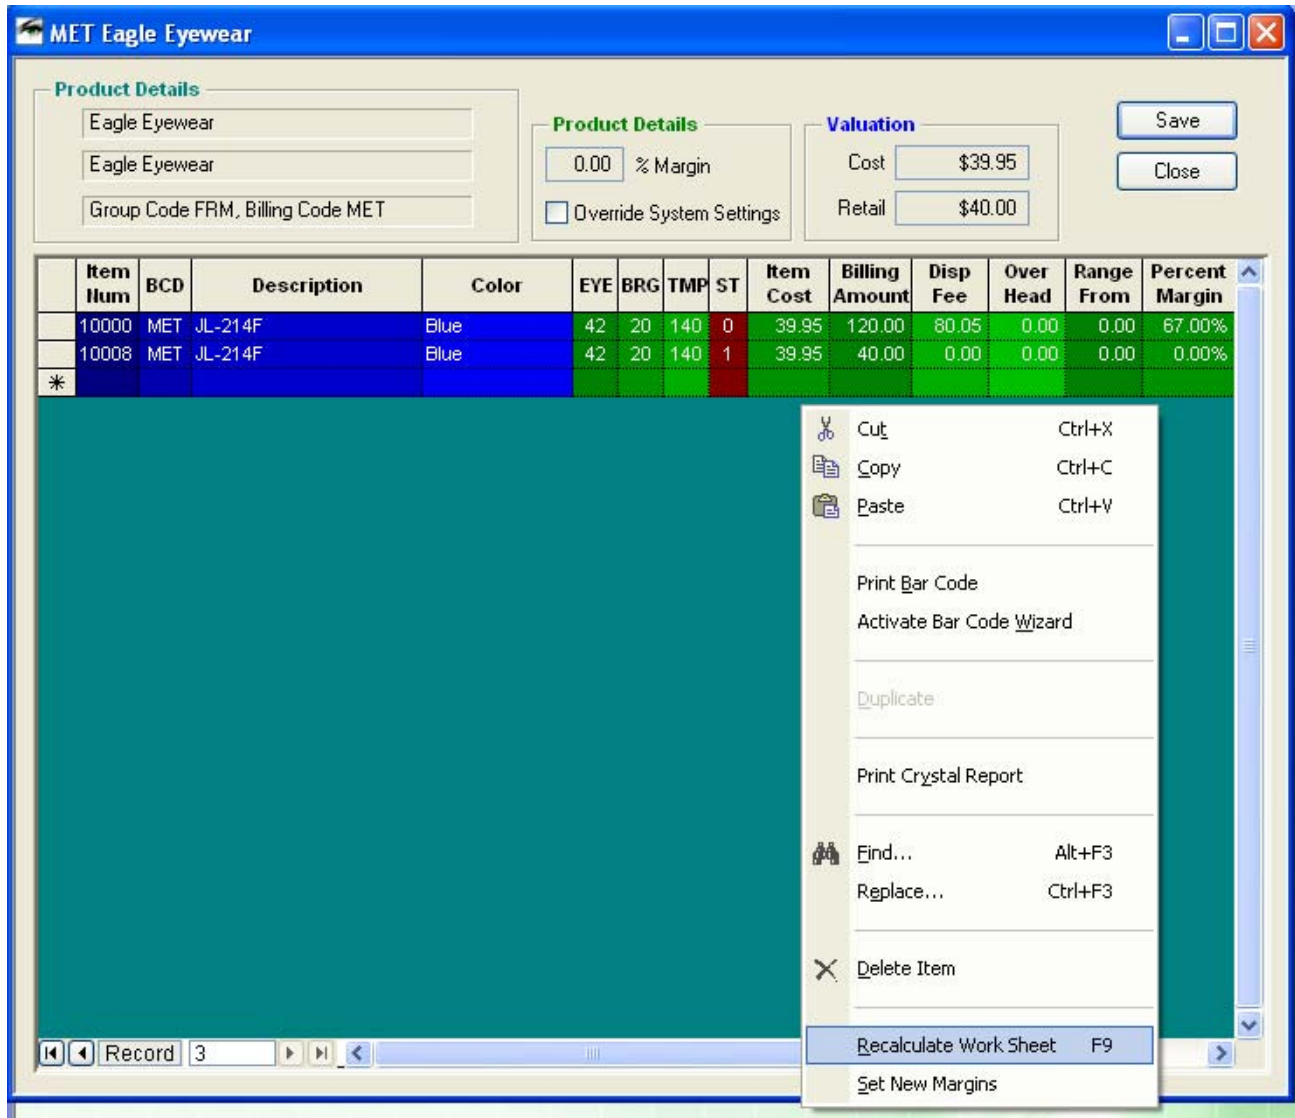 MET Eagle Eyewear
Product Details
Eagle Eyewear
Eagle Eyewear
Group Code FRM, Billing Code MET
Product Details
0.00 % Margin
Override System Settings
Valuation
Cost $39.95
Retail $40.00
Save
Close
Item Num BCD Description Color EYE BRG TMP ST Item Cost Billing Amount Disp Fee Over Head Range From Percent Margin
10000 MET JL-214F Blue 42 20 140 0 39.95 120.00 80.05 0.00 0.00 67.00%
10008 MET JL-214F Blue 42 20 140 1 39.95 40.00 0.00 0.00 0.00 0.00%
Cut Ctrl+X
Copy Ctrl+C
Paste Ctrl+V
Print Bar Code
Activate Bar Code Wizard
Duplicate
Print Crystal Report
Find... Alt+F3
Replace... Ctrl+F3
Delete Item
Recalculate Work Sheet F9
Set New Margins
Record 3